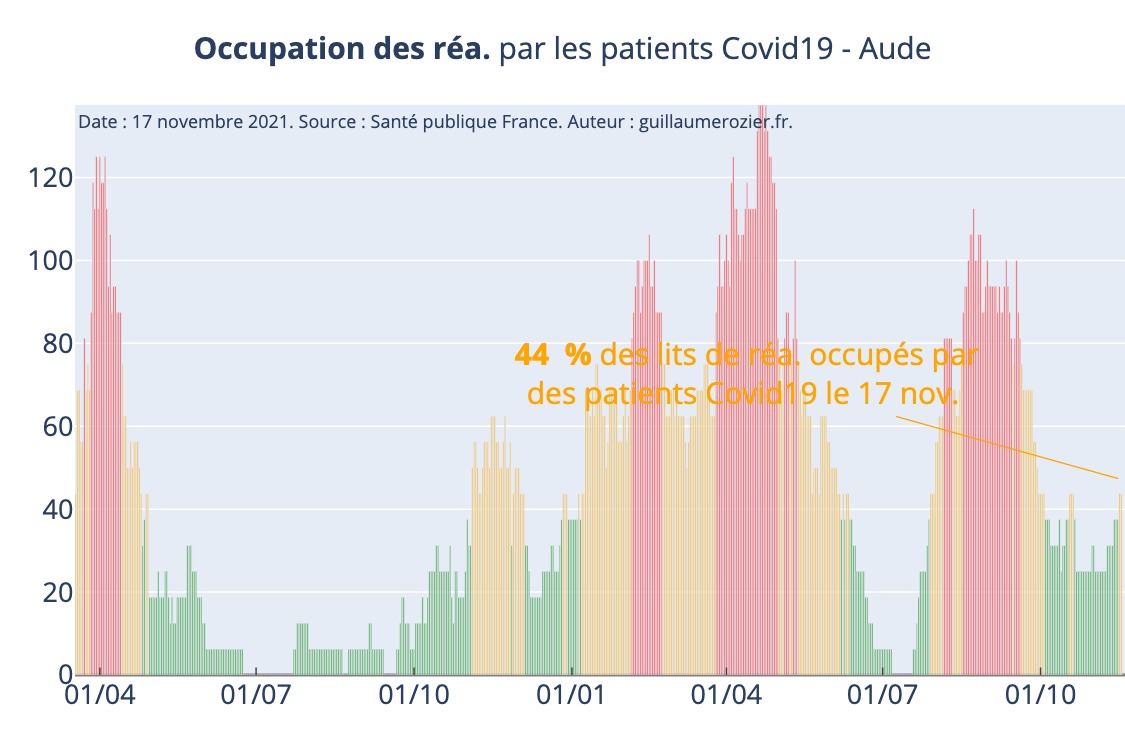 Occupation des réa. par les patients Covid19 - Aude
Date : 17 novembre 2021. Source : Santé publique France. Auteur : guillaumerozier.fr.
120
100
80
44 % des lits de réa. occupés par
des patients Covid19 le 17 nov.
60
40
20
0
01/04 01/07 01/10 01/01 01/04 01/07 01/10